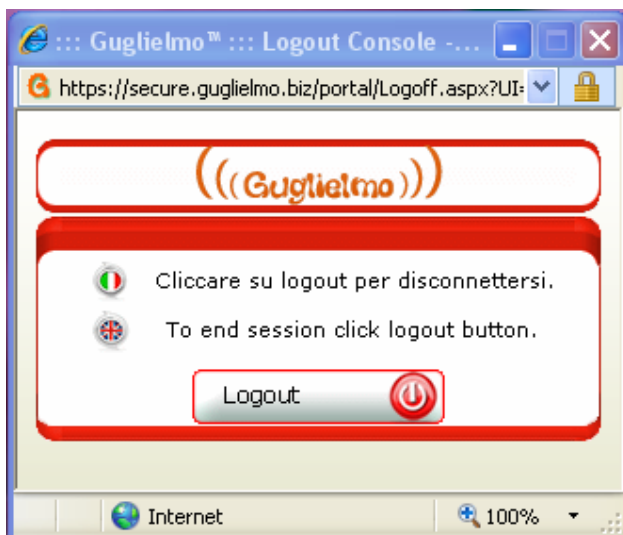 ::: Guglielmo™ ::: Logout Console -...
https://secure.guglielmo.biz/portal/Logoff.aspx?UI=
(((Guglielmo)))
Cliccare su logout per disconnettersi.
To end session click logout button.
Logout
Internet
100%